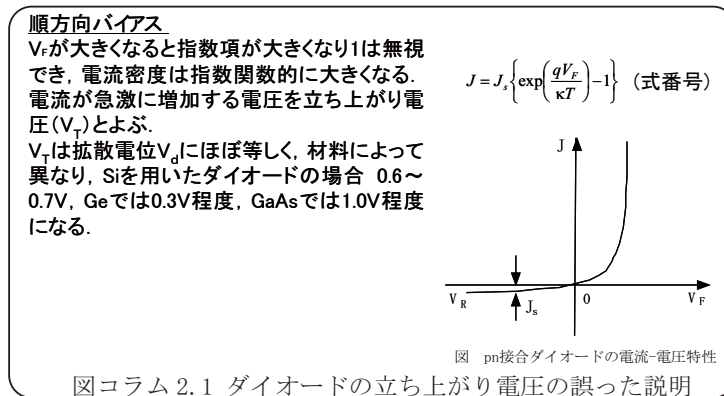 順方向バイアス
VFが大きくなると指数項が大きくなり1は無視
でき，電流密度は指数関数的に大きくなる．
電流が急激に増加する電圧を立ち上がり電
圧(VT)とよぶ．
VTは拡散電位Vdにほぼ等しく，材料によって
異なり，Siを用いたダイオードの場合 0.6～
0.7V，Geでは0.3V程度，GaAsでは1.0V程度
になる．
J = Js{exp(qVF/κT)−1} (式番号)
J
VR
Js
0
VF
図 pn接合ダイオードの電流-電圧特性
図コラム 2.1 ダイオードの立ち上がり電圧の誤った説明